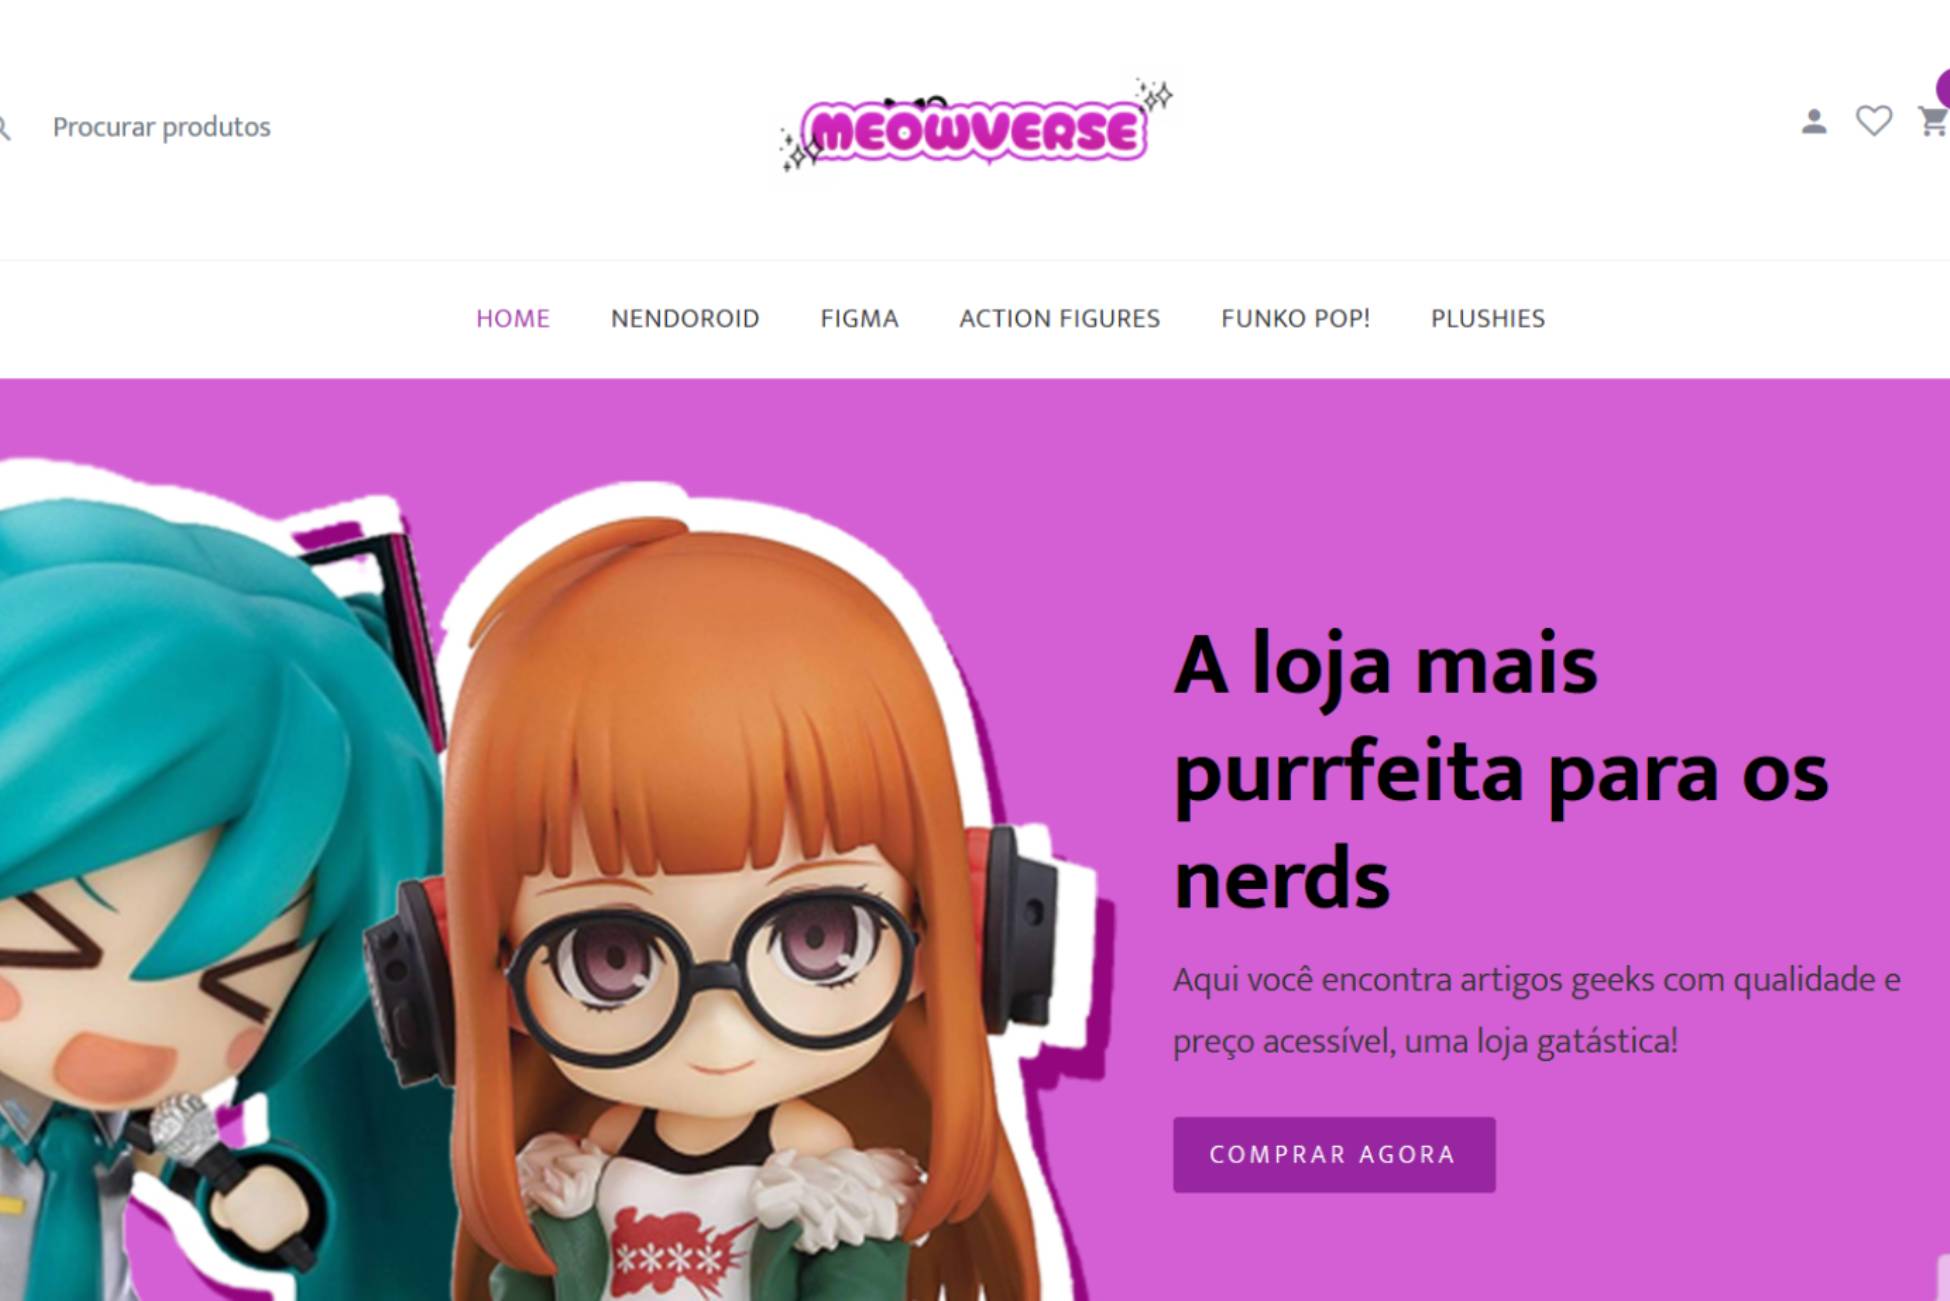 Procurar produtos
MEOWVERSE
HOME NENDOROID FIGMA ACTION FIGURES FUNKO POP! PLUSHIES
A loja mais
purrfeita para os
nerds
Aqui você encontra artigos geeks com qualidade e
preço acessível, uma loja gatástica!
COMPRAR AGORA